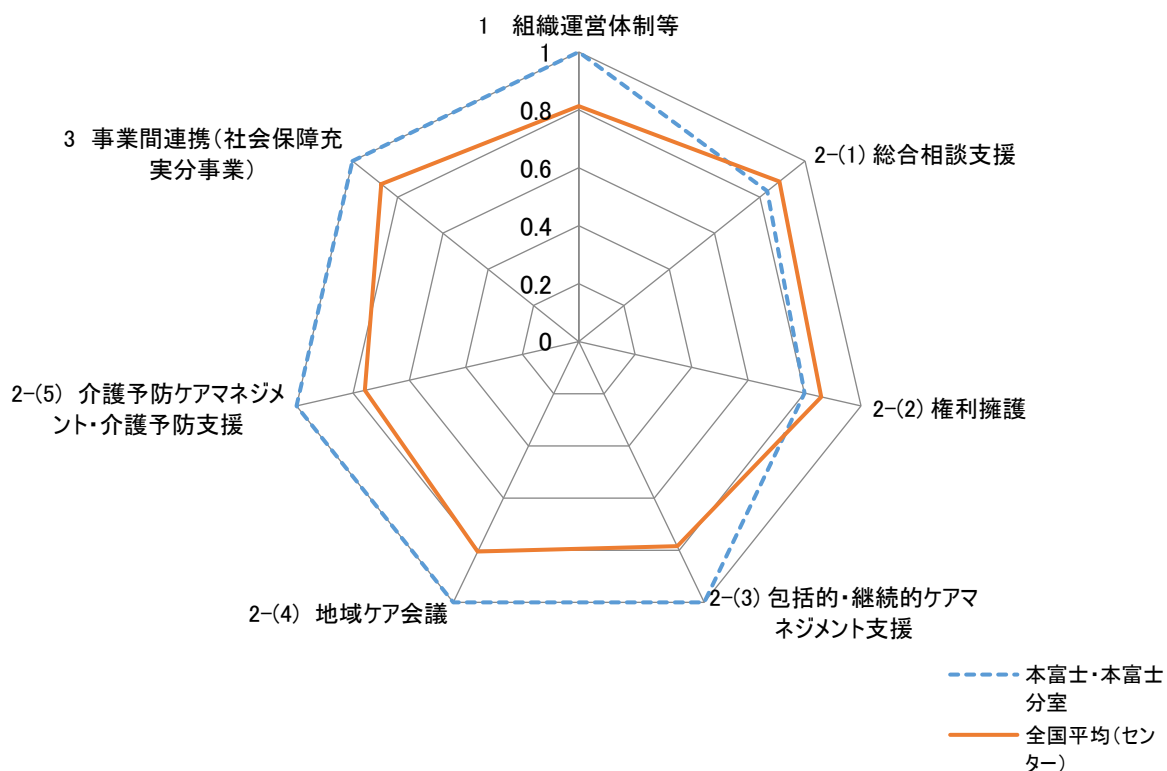 1 組織運営体制等
1
0.8
0.6
0.4
0.2
0
2-(1) 総合相談支援
2-(2) 権利擁護
2-(3) 包括的・継続的ケアマ
ネジメント支援
2-(4) 地域ケア会議
2-(5) 介護予防ケアマネジメ
ント・介護予防支援
3 事業間連携(社会保障充
実分事業)
本富士・本富士
分室
全国平均(セン
ター)